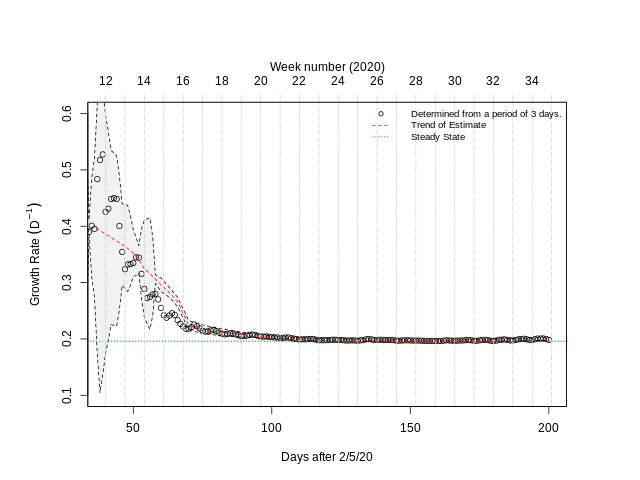 Week number (2020)
12 14 16 18 20 22 24 26 28 30 32 34
0.6
0.5
0.4
0.3
0.2
0.1
Growth Rate (D⁻¹)
Determined from a period of 3 days.
Trend of Estimate
Steady State
50 100 150 200
Days after 2/5/20